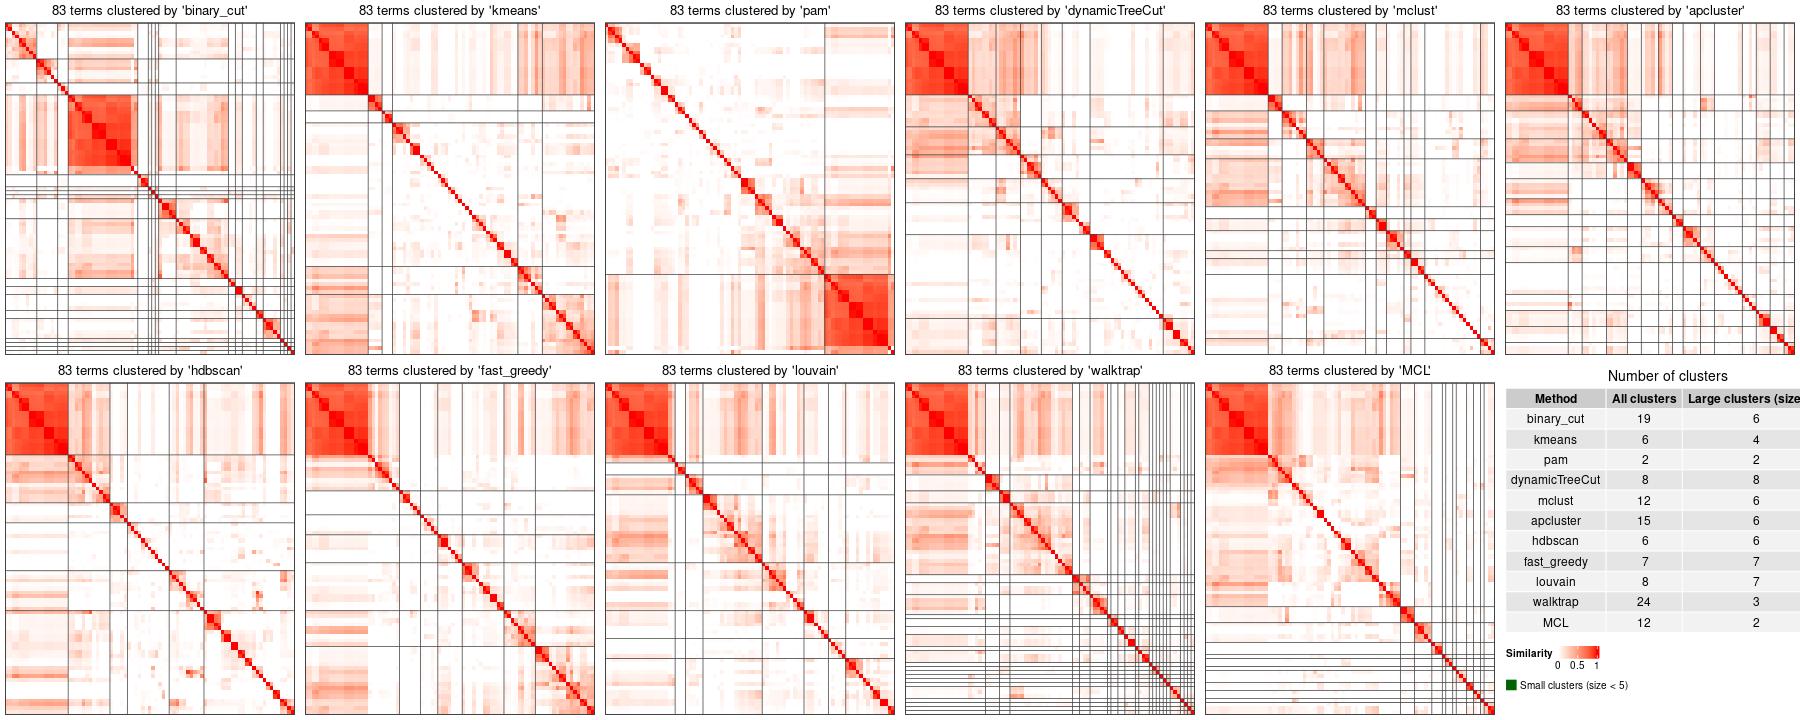 83 terms clustered by 'binary_cut'
83 terms clustered by 'kmeans'
83 terms clustered by 'pam'
83 terms clustered by 'dynamicTreeCut'
83 terms clustered by 'mclust'
83 terms clustered by 'apcluster'
83 terms clustered by 'hdbscan'
83 terms clustered by 'fast_greedy'
83 terms clustered by 'louvain'
83 terms clustered by 'walktrap'
83 terms clustered by 'MCL'
Number of clusters
Method All clusters Large clusters (size
binary_cut 19 6
kmeans 6 4
pam 2 2
dynamicTreeCut 8 8
mclust 12 6
apcluster 15 6
hdbscan 6 6
fast_greedy 7 7
louvain 8 7
walktrap 24 3
MCL 12 2
Similarity
0 0.5 1
Small clusters (size < 5)